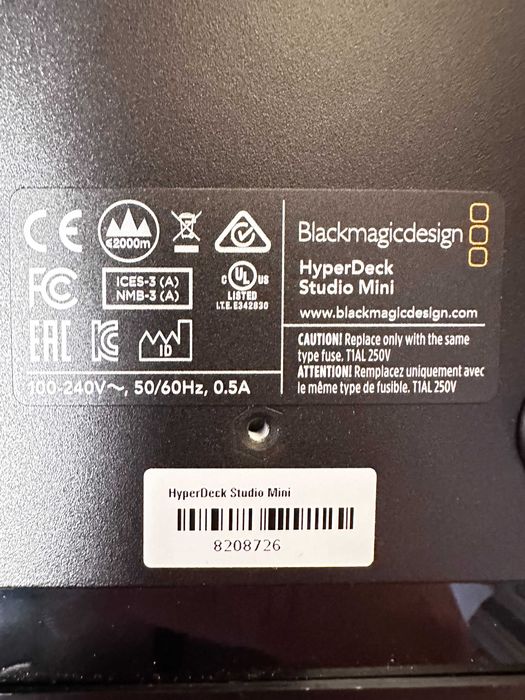 CE
≤2000m
FC
ICES-3 (A)
NMB-3 (A)
C UL US
LISTED
I.T.E. E342830
EAC
ID
100-240V~, 50/60Hz, 0.5A
Blackmagicdesign
HyperDeck
Studio Mini
www.blackmagicdesign.com
CAUTION! Replace only with the same
type fuse. T1AL 250V
ATTENTION! Remplacez uniquement avec
le même type de fusible. T1AL 250V
HyperDeck Studio Mini
8208726